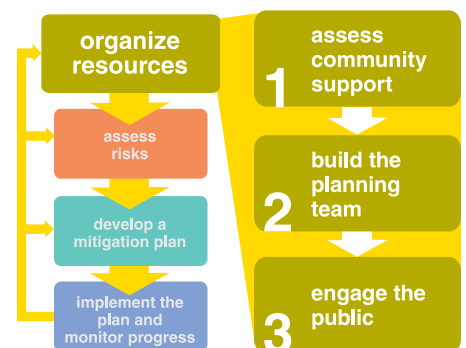 organize
resources
assess
risks
develop a
mitigation plan
implement the
plan and
monitor progress
1
assess
community
support
2
build the
planning
team
3
engage the
public